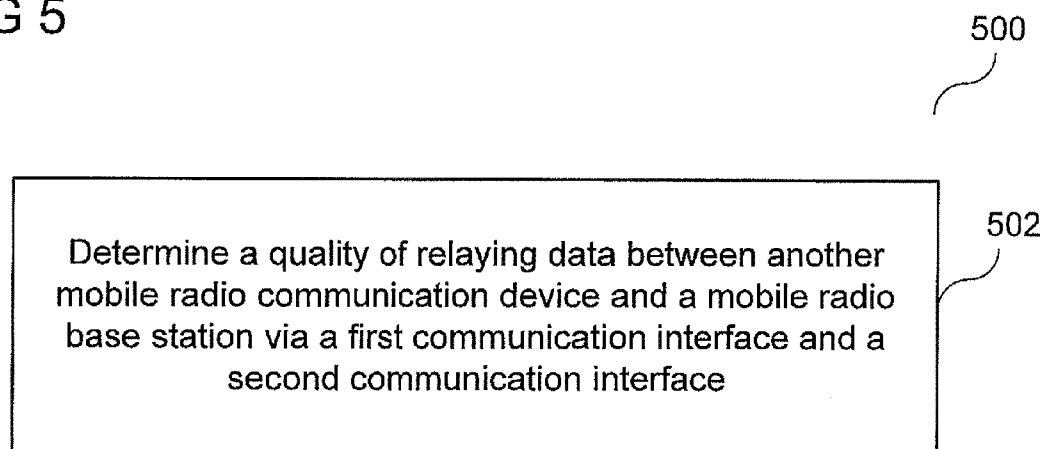 G 5
500
502
Determine a quality of relaying data between another
mobile radio communication device and a mobile radio
base station via a first communication interface and a
second communication interface